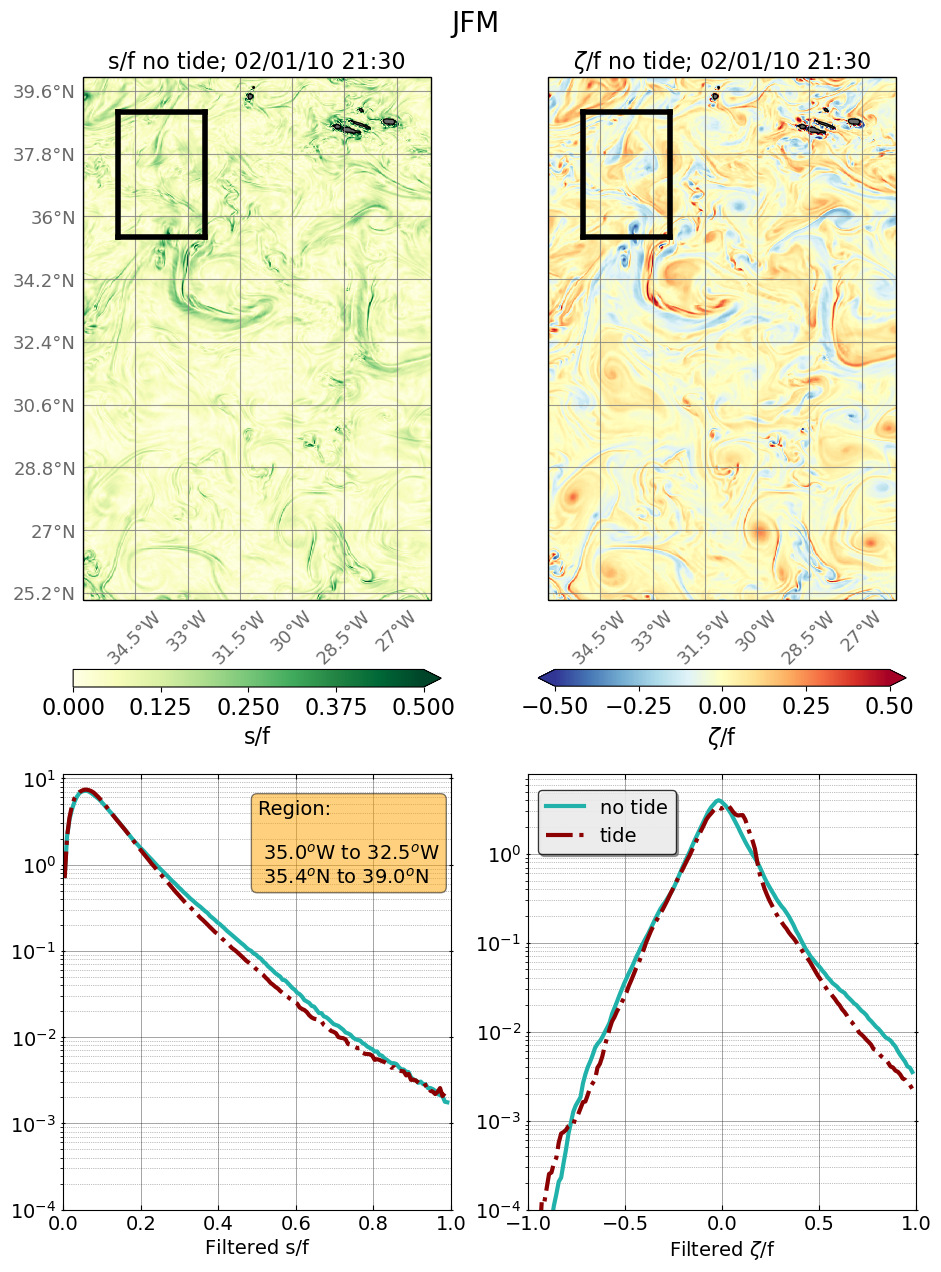 JFM
s/f no tide; 02/01/10 21:30
ζ/f no tide; 02/01/10 21:30
39.6°N
37.8°N
36°N
34.2°N
32.4°N
30.6°N
28.8°N
27°N
25.2°N
34.5°W 33°W 31.5°W 30°W 28.5°W 27°W
34.5°W 33°W 31.5°W 30°W 28.5°W 27°W
0.000 0.125 0.250 0.375 0.500
s/f
−0.50 −0.25 0.00 0.25 0.50
ζ/f
10¹
10⁰
10⁻¹
10⁻²
10⁻³
10⁻⁴
Region:
35.0ᵒW to 32.5ᵒW
35.4ᵒN to 39.0ᵒN
0.0 0.2 0.4 0.6 0.8 1.0
Filtered s/f
no tide
tide
10⁰
10⁻¹
10⁻²
10⁻³
10⁻⁴
−1.0 −0.5 0.0 0.5 1.0
Filtered ζ/f